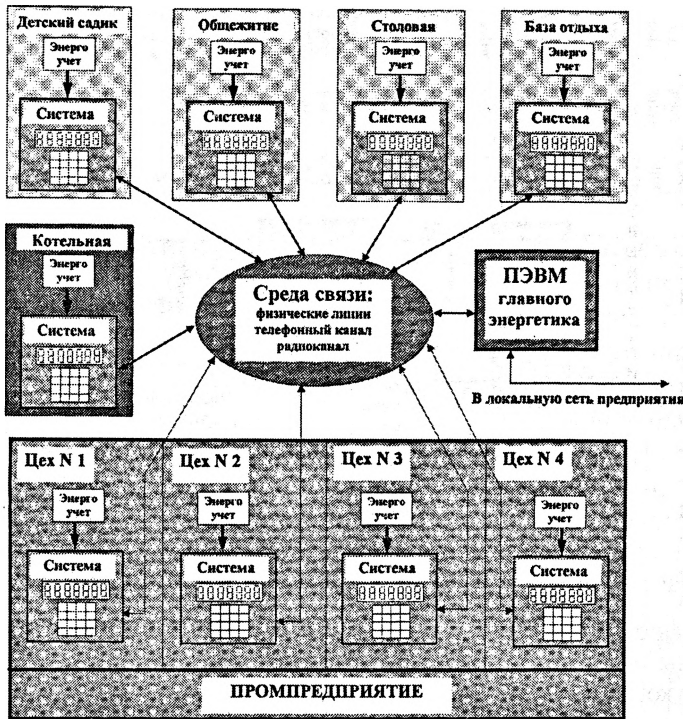 Детский садик
Энерго
учет
Система
Общежитие
Энерго
учет
Система
Столовая
Энерго
учет
Система
База отдыха
Энерго
учет
Система
Котельная
Энерго
учет
Система
Среда связи:
физические линии
телефонный канал
радиоканал
ПЭВМ
главного
энергетика
В локальную сеть предприятия
Цех N 1
Энерго
учет
Система
Цех N 2
Энерго
учет
Система
Цех N 3
Энерго
учет
Система
Цех N 4
Энерго
учет
Система
ПРОМПРЕДПРИЯТИЕ